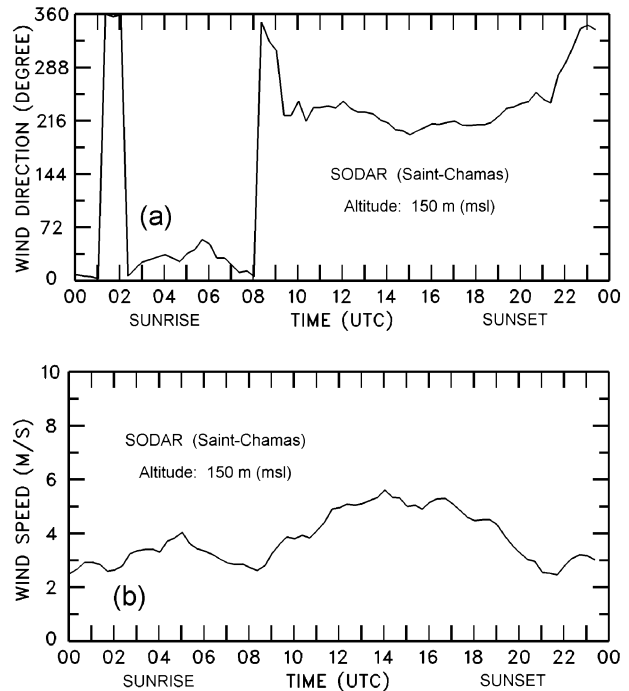 360
288
216
144
72
0
WIND DIRECTION (DEGREE)
SODAR (Saint-Chamas)
Altitude: 150 m (msl)
(a)
00 02 04 06 08 10 12 14 16 18 20 22 00
SUNRISE TIME (UTC) SUNSET
10
8
6
4
2
0
WIND SPEED (M/S)
SODAR (Saint-Chamas)
Altitude: 150 m (msl)
(b)
00 02 04 06 08 10 12 14 16 18 20 22 00
SUNRISE TIME (UTC) SUNSET